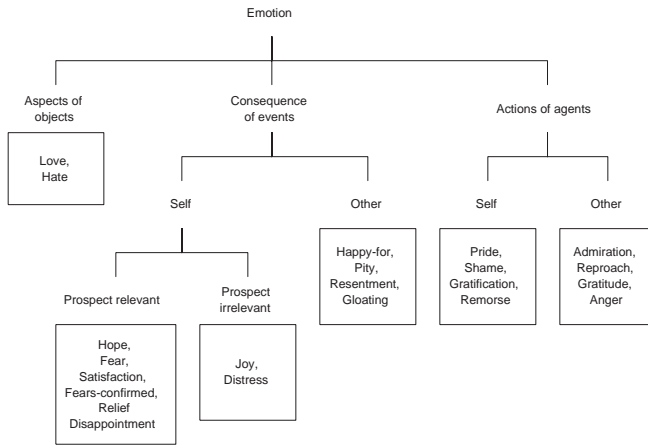 Emotion
Aspects of
objects
Consequence
of events
Actions of agents
Love,
Hate
Self
Other
Self
Other
Happy-for,
Pity,
Resentment,
Gloating
Pride,
Shame,
Gratification,
Remorse
Admiration,
Reproach,
Gratitude,
Anger
Prospect relevant
Prospect
irrelevant
Hope,
Fear,
Satisfaction,
Fears-confirmed,
Relief
Disappointment
Joy,
Distress